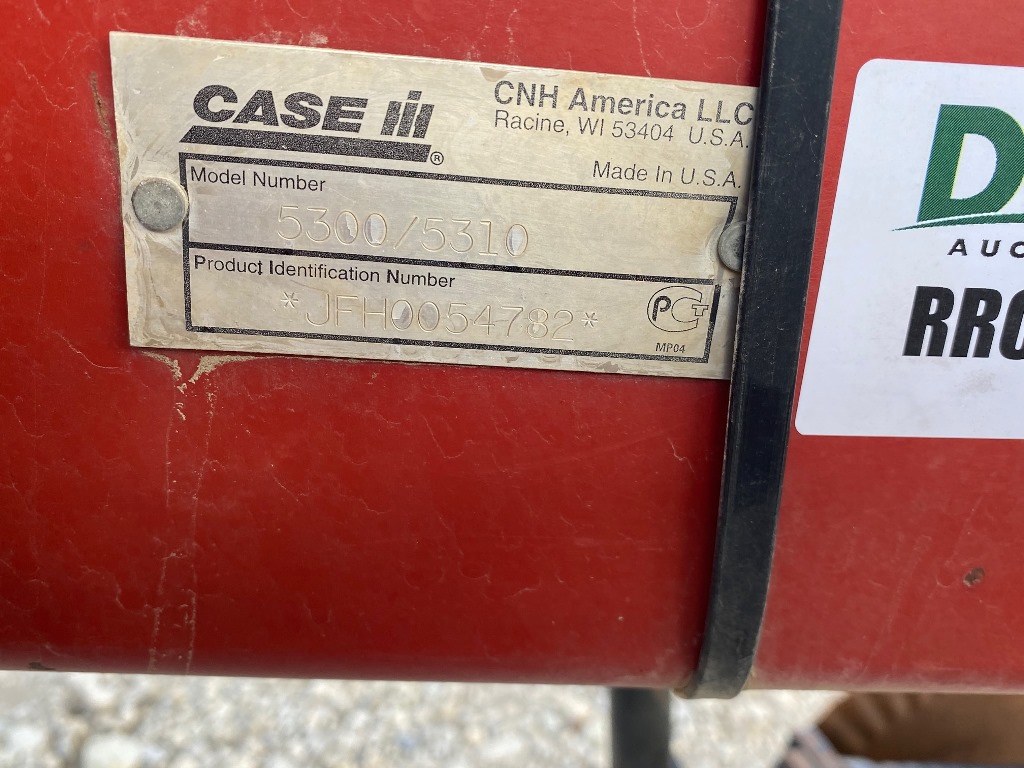 CASE IH®
CNH America LLC
Racine, WI 53404 U.S.A.
Made In U.S.A.
Model Number
5300/5310
Product Identification Number
*JFH0054782*
PCT
MP04
D
AUC
RRC